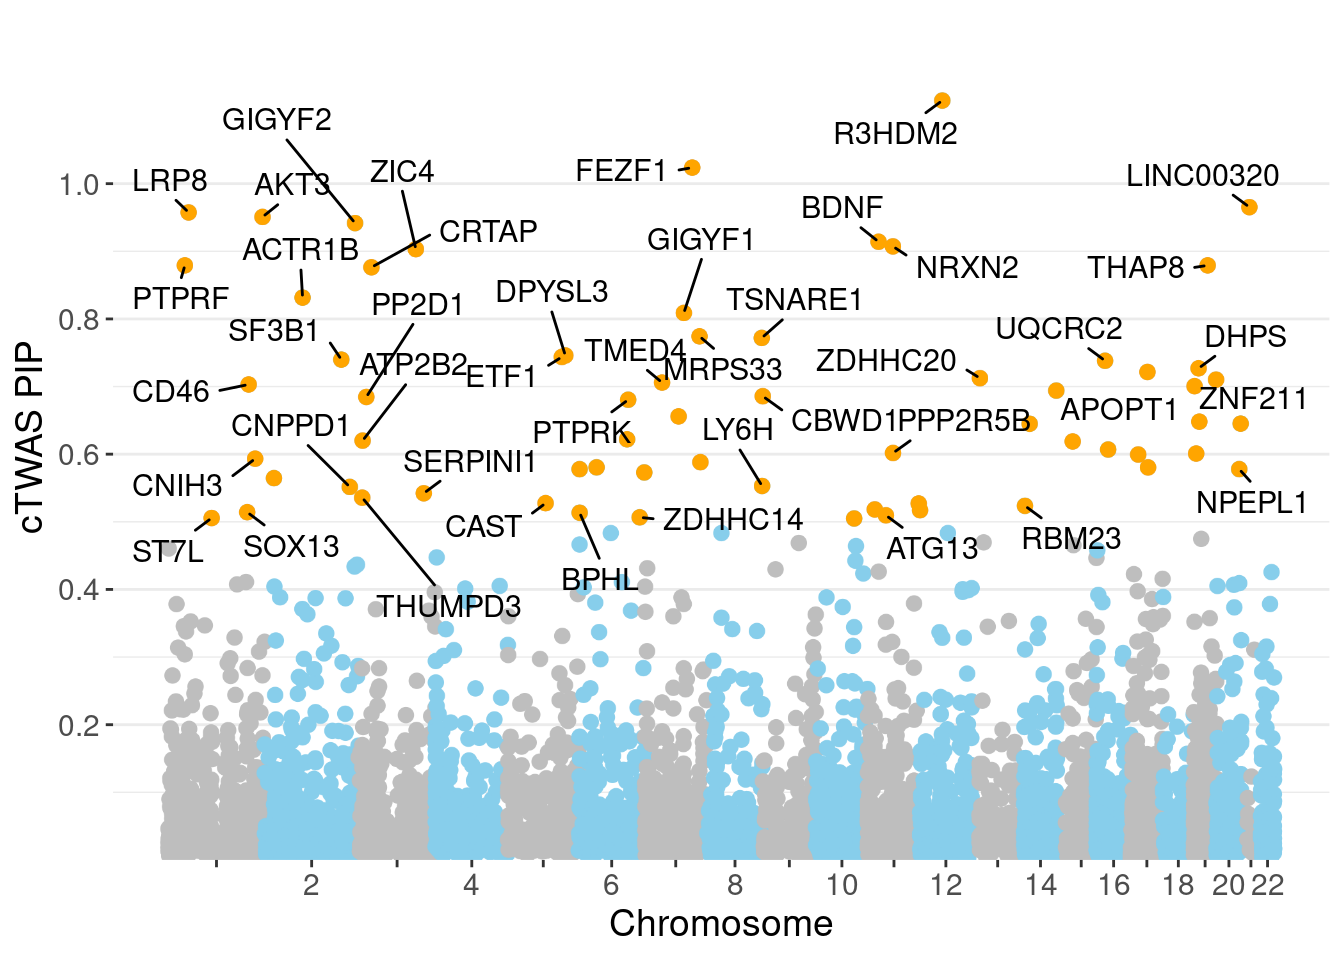 GIGYF2
R3HDM2
LRP8
AKT3
ZIC4
FEZF1
LINC00320
1.0
BDNF
ACTR1B
CRTAP
GIGYF1
NRXN2
THAP8
PTPRF
PP2D1
DPYSL3
TSNARE1
0.8
SF3B1
UQCRC2
DHPS
ATP2B2
TMED4
ZDHHC20
CD46
ETF1
MRPS33
ZNF211
CNPPD1
PTPRK
LY6H
CBWD1
PPP2R5B
APOPT1
0.6
CNIH3
SERPINI1
NPEPL1
ST7L
SOX13
CAST
ZDHHC14
ATG13
RBM23
BPHL
0.4
THUMPD3
0.2
cTWAS PIP
2 4 6 8 10 12 14 16 18 20 22
Chromosome